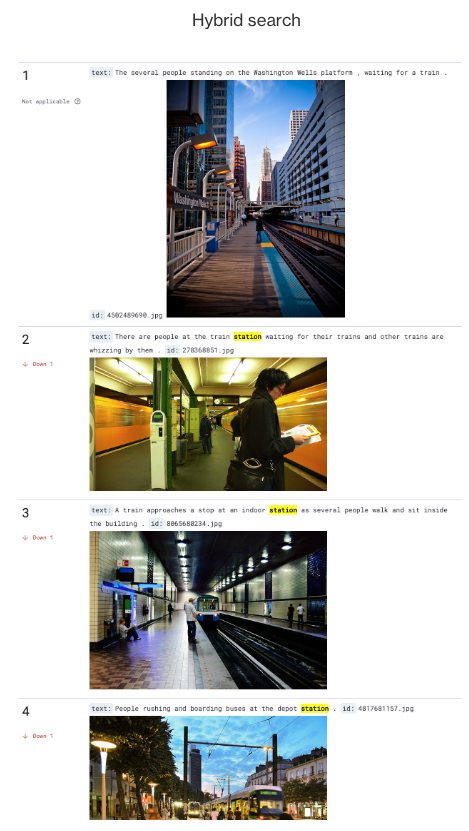 Hybrid search
1
text: The several people standing on the Washington Wells platform , waiting for a train .
Not applicable
Washington Wells
id: 4502489690.jpg
2
text: There are people at the train station waiting for their trains and other trains are
whizzing by them . id: 278368851.jpg
↓ Down 1
3
text: A train approaches a stop at an indoor station as several people walk and sit inside
the building . id: 8065680234.jpg
↓ Down 1
4
text: People rushing and boarding buses at the depot station . id: 4817681157.jpg
↓ Down 1